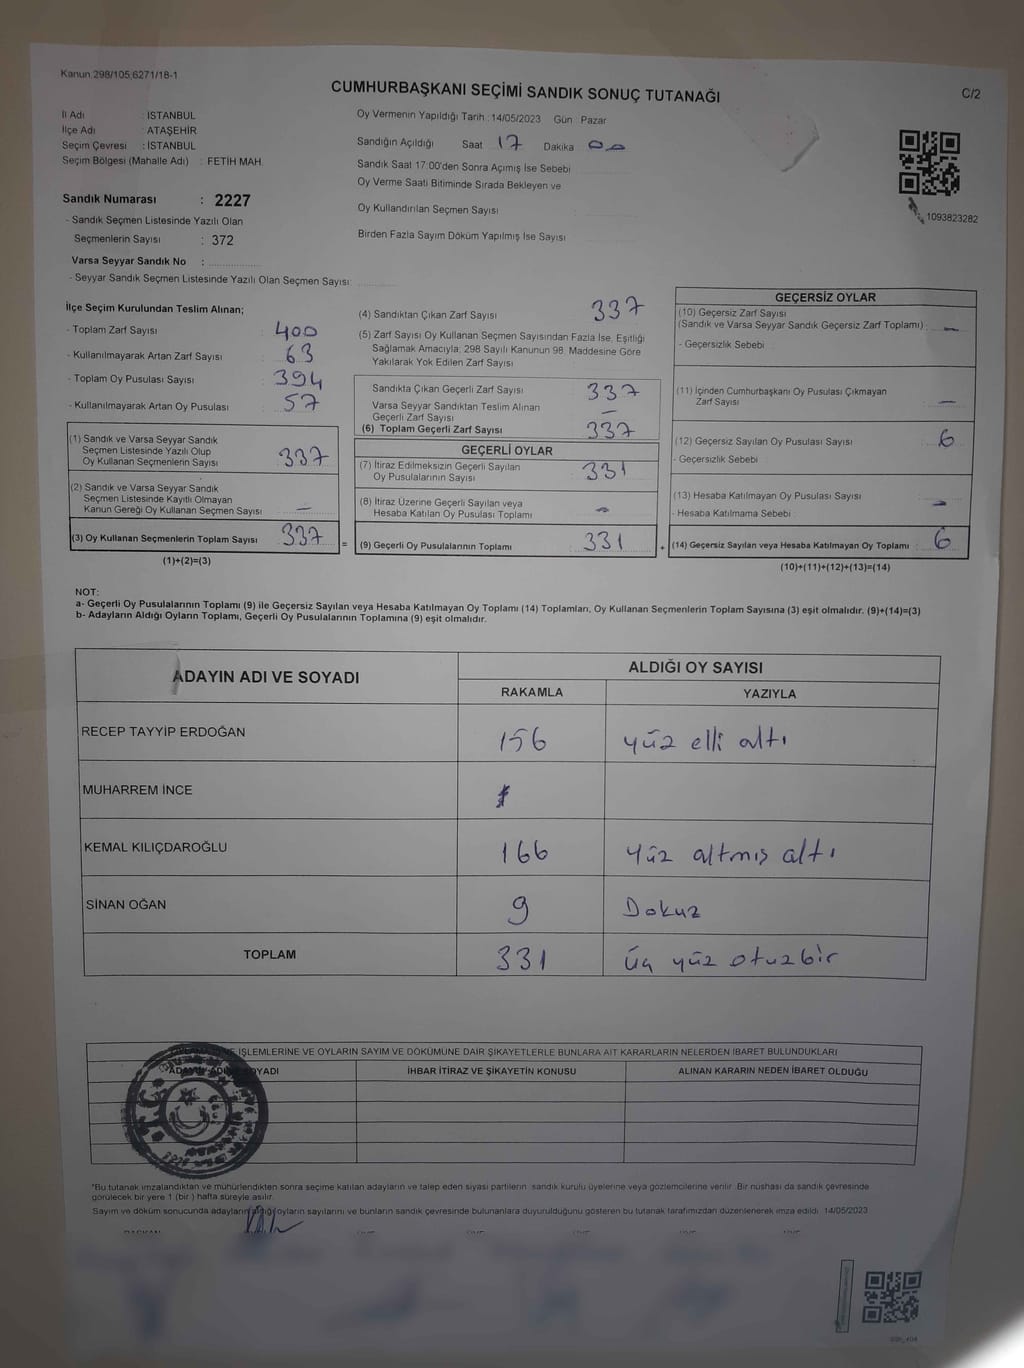 Kanun 298/105,6271/18-1
CUMHURBAŞKANI SEÇİMİ SANDIK SONUÇ TUTANAĞI
C/2
İl Adı : İSTANBUL
İlçe Adı : ATAŞEHİR
Seçim Çevresi : İSTANBUL
Seçim Bölgesi (Mahalle Adı) : FETİH MAH.
Sandık Numarası : 2227
- Sandık Seçmen Listesinde Yazılı Olan
Seçmenlerin Sayısı : 372
Varsa Seyyar Sandık No :
- Seyyar Sandık Seçmen Listesinde Yazılı Olan Seçmen Sayısı:
Oy Vermenin Yapıldığı Tarih : 14/05/2023 Gün Pazar
Sandığın Açıldığı Saat 17 Dakika 00
Sandık Saat 17:00'den Sonra Açımış İse Sebebi
Oy Verme Saati Bitiminde Sırada Bekleyen ve
Oy Kullandırılan Seçmen Sayısı
Birden Fazla Sayım Döküm Yapılmış İse Sayısı
1093823282
İlçe Seçim Kurulundan Teslim Alınan;
- Toplam Zarf Sayısı : 400
- Kullanılmayarak Artan Zarf Sayısı : 63
- Toplam Oy Pusulası Sayısı : 394
- Kullanılmayarak Artan Oy Pusulası : 57
(1) Sandık ve Varsa Seyyar Sandık
Seçmen Listesinde Yazılı Olup
Oy Kullanan Seçmenlerin Sayısı : 337
(2) Sandık ve Varsa Seyyar Sandık
Seçmen Listesinde Kayıtlı Olmayan
Kanun Gereği Oy Kullanan Seçmen Sayısı : —
(3) Oy Kullanan Seçmenlerin Toplam Sayısı : 337
(1)+(2)=(3)
(4) Sandıktan Çıkan Zarf Sayısı : 337
(5) Zarf Sayısı Oy Kullanan Seçmen Sayısından Fazla İse, Eşitliği
Sağlamak Amacıyla; 298 Sayılı Kanunun 98. Maddesine Göre
Yakılarak Yok Edilen Zarf Sayısı
Sandıkta Çıkan Geçerli Zarf Sayısı : 337
Varsa Seyyar Sandıktan Teslim Alınan
Geçerli Zarf Sayısı : —
(6) Toplam Geçerli Zarf Sayısı : 337
GEÇERLİ OYLAR
(7) İtiraz Edilmeksizin Geçerli Sayılan
Oy Pusulalarının Sayısı : 331
(8) İtiraz Üzerine Geçerli Sayılan veya
Hesaba Katılan Oy Pusulası Toplamı : —
= (9) Geçerli Oy Pusulalarının Toplamı : 331
GEÇERSİZ OYLAR
(10) Geçersiz Zarf Sayısı
(Sandık ve Varsa Seyyar Sandık Geçersiz Zarf Toplamı) : —
- Geçersizlik Sebebi
(11) İçinden Cumhurbaşkanı Oy Pusulası Çıkmayan
Zarf Sayısı : —
(12) Geçersiz Sayılan Oy Pusulası Sayısı : 6
- Geçersizlik Sebebi
(13) Hesaba Katılmayan Oy Pusulası Sayısı : —
- Hesaba Katılmama Sebebi
+ (14) Geçersiz Sayılan veya Hesaba Katılmayan Oy Toplamı : 6
(10)+(11)+(12)+(13)=(14)
NOT:
a- Geçerli Oy Pusulalarının Toplamı (9) ile Geçersiz Sayılan veya Hesaba Katılmayan Oy Toplamı (14) Toplamları, Oy Kullanan Seçmenlerin Toplam Sayısına (3) eşit olmalıdır. (9)+(14)=(3)
b- Adayların Aldığı Oyların Toplamı, Geçerli Oy Pusulalarının Toplamına (9) eşit olmalıdır.
ADAYIN ADI VE SOYADI
ALDIĞI OY SAYISI
RAKAMLA YAZIYLA
RECEP TAYYİP ERDOĞAN 156 yüz elli altı
MUHARREM İNCE
KEMAL KILIÇDAROĞLU 166 yüz altmış altı
SİNAN OĞAN 9 Dokuz
TOPLAM 331 üç yüz otuzbir
İŞLEMLERİNE VE OYLARIN SAYIM VE DÖKÜMÜNE DAİR ŞİKAYETLERLE BUNLARA AİT KARARLARIN NELERDEN İBARET BULUNDUKLARI
ADAYIN ADI SOYADI İHBAR İTİRAZ VE ŞİKAYETİN KONUSU ALINAN KARARIN NEDEN İBARET OLDUĞU
T.C.
*Bu tutanak imzalandıktan ve mühürlendikten sonra seçime katılan adayların ve talep eden siyasi partilerin sandık kurulu üyelerine veya gözlemcilerine verilir. Bir nüshası da sandık çevresinde
görülecek bir yere 1 (bir ) hafta süreyle asılır.
Sayım ve döküm sonucunda adayların aldığı oyların sayılarını ve bunların sandık çevresinde bulunanlara duyurulduğunu gösteren bu tutanak tarafımızdan düzenlenerek imza edildi. 14/05/2023